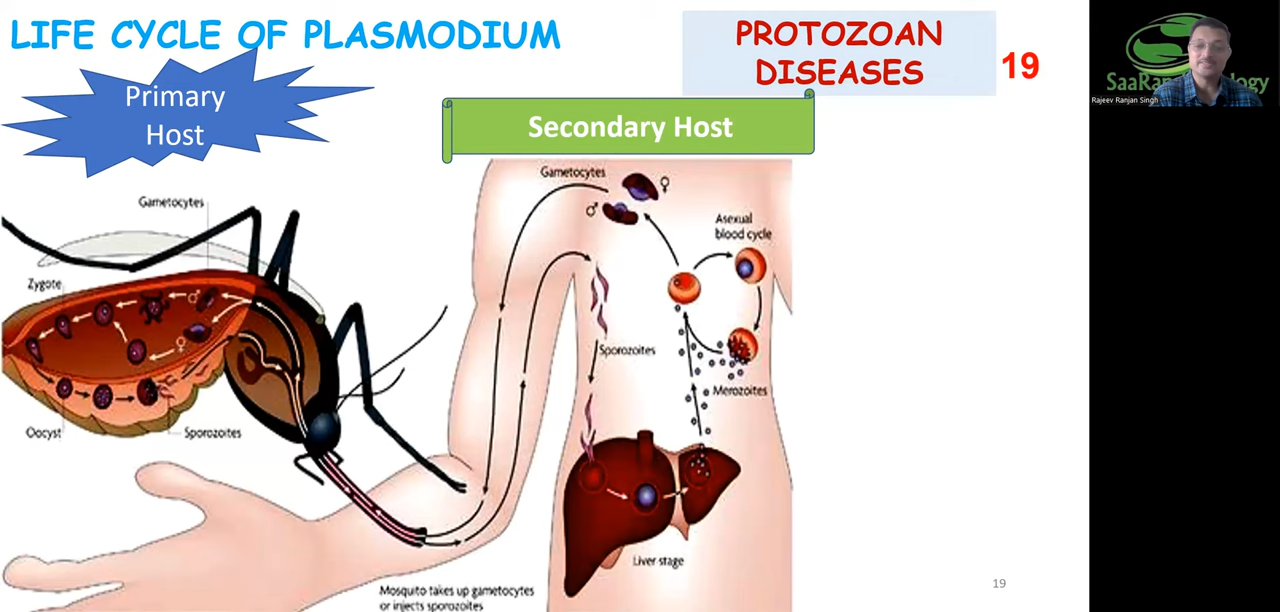 LIFE CYCLE OF PLASMODIUM
PROTOZOAN
DISEASES
19
Primary
Host
Secondary Host
Rajeev Ranjan Singh
Gametocytes
♀
♂
Asexual
blood cycle
Gametocytes
Zygote
♂
♀
Sporozoites
Merozoites
Oocyst
Sporozoites
Liver stage
Mosquito takes up gametocytes
or injects sporozoites
19